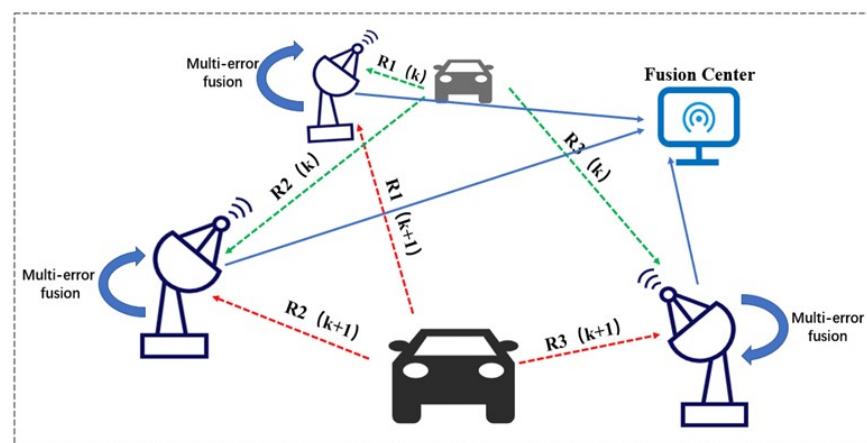 Multi-error
fusion
R1（k）
Fusion Center
R2（k）
R3（k）
R1（k+1）
Multi-error
fusion
R2（k+1）
R3（k+1）
Multi-error
fusion